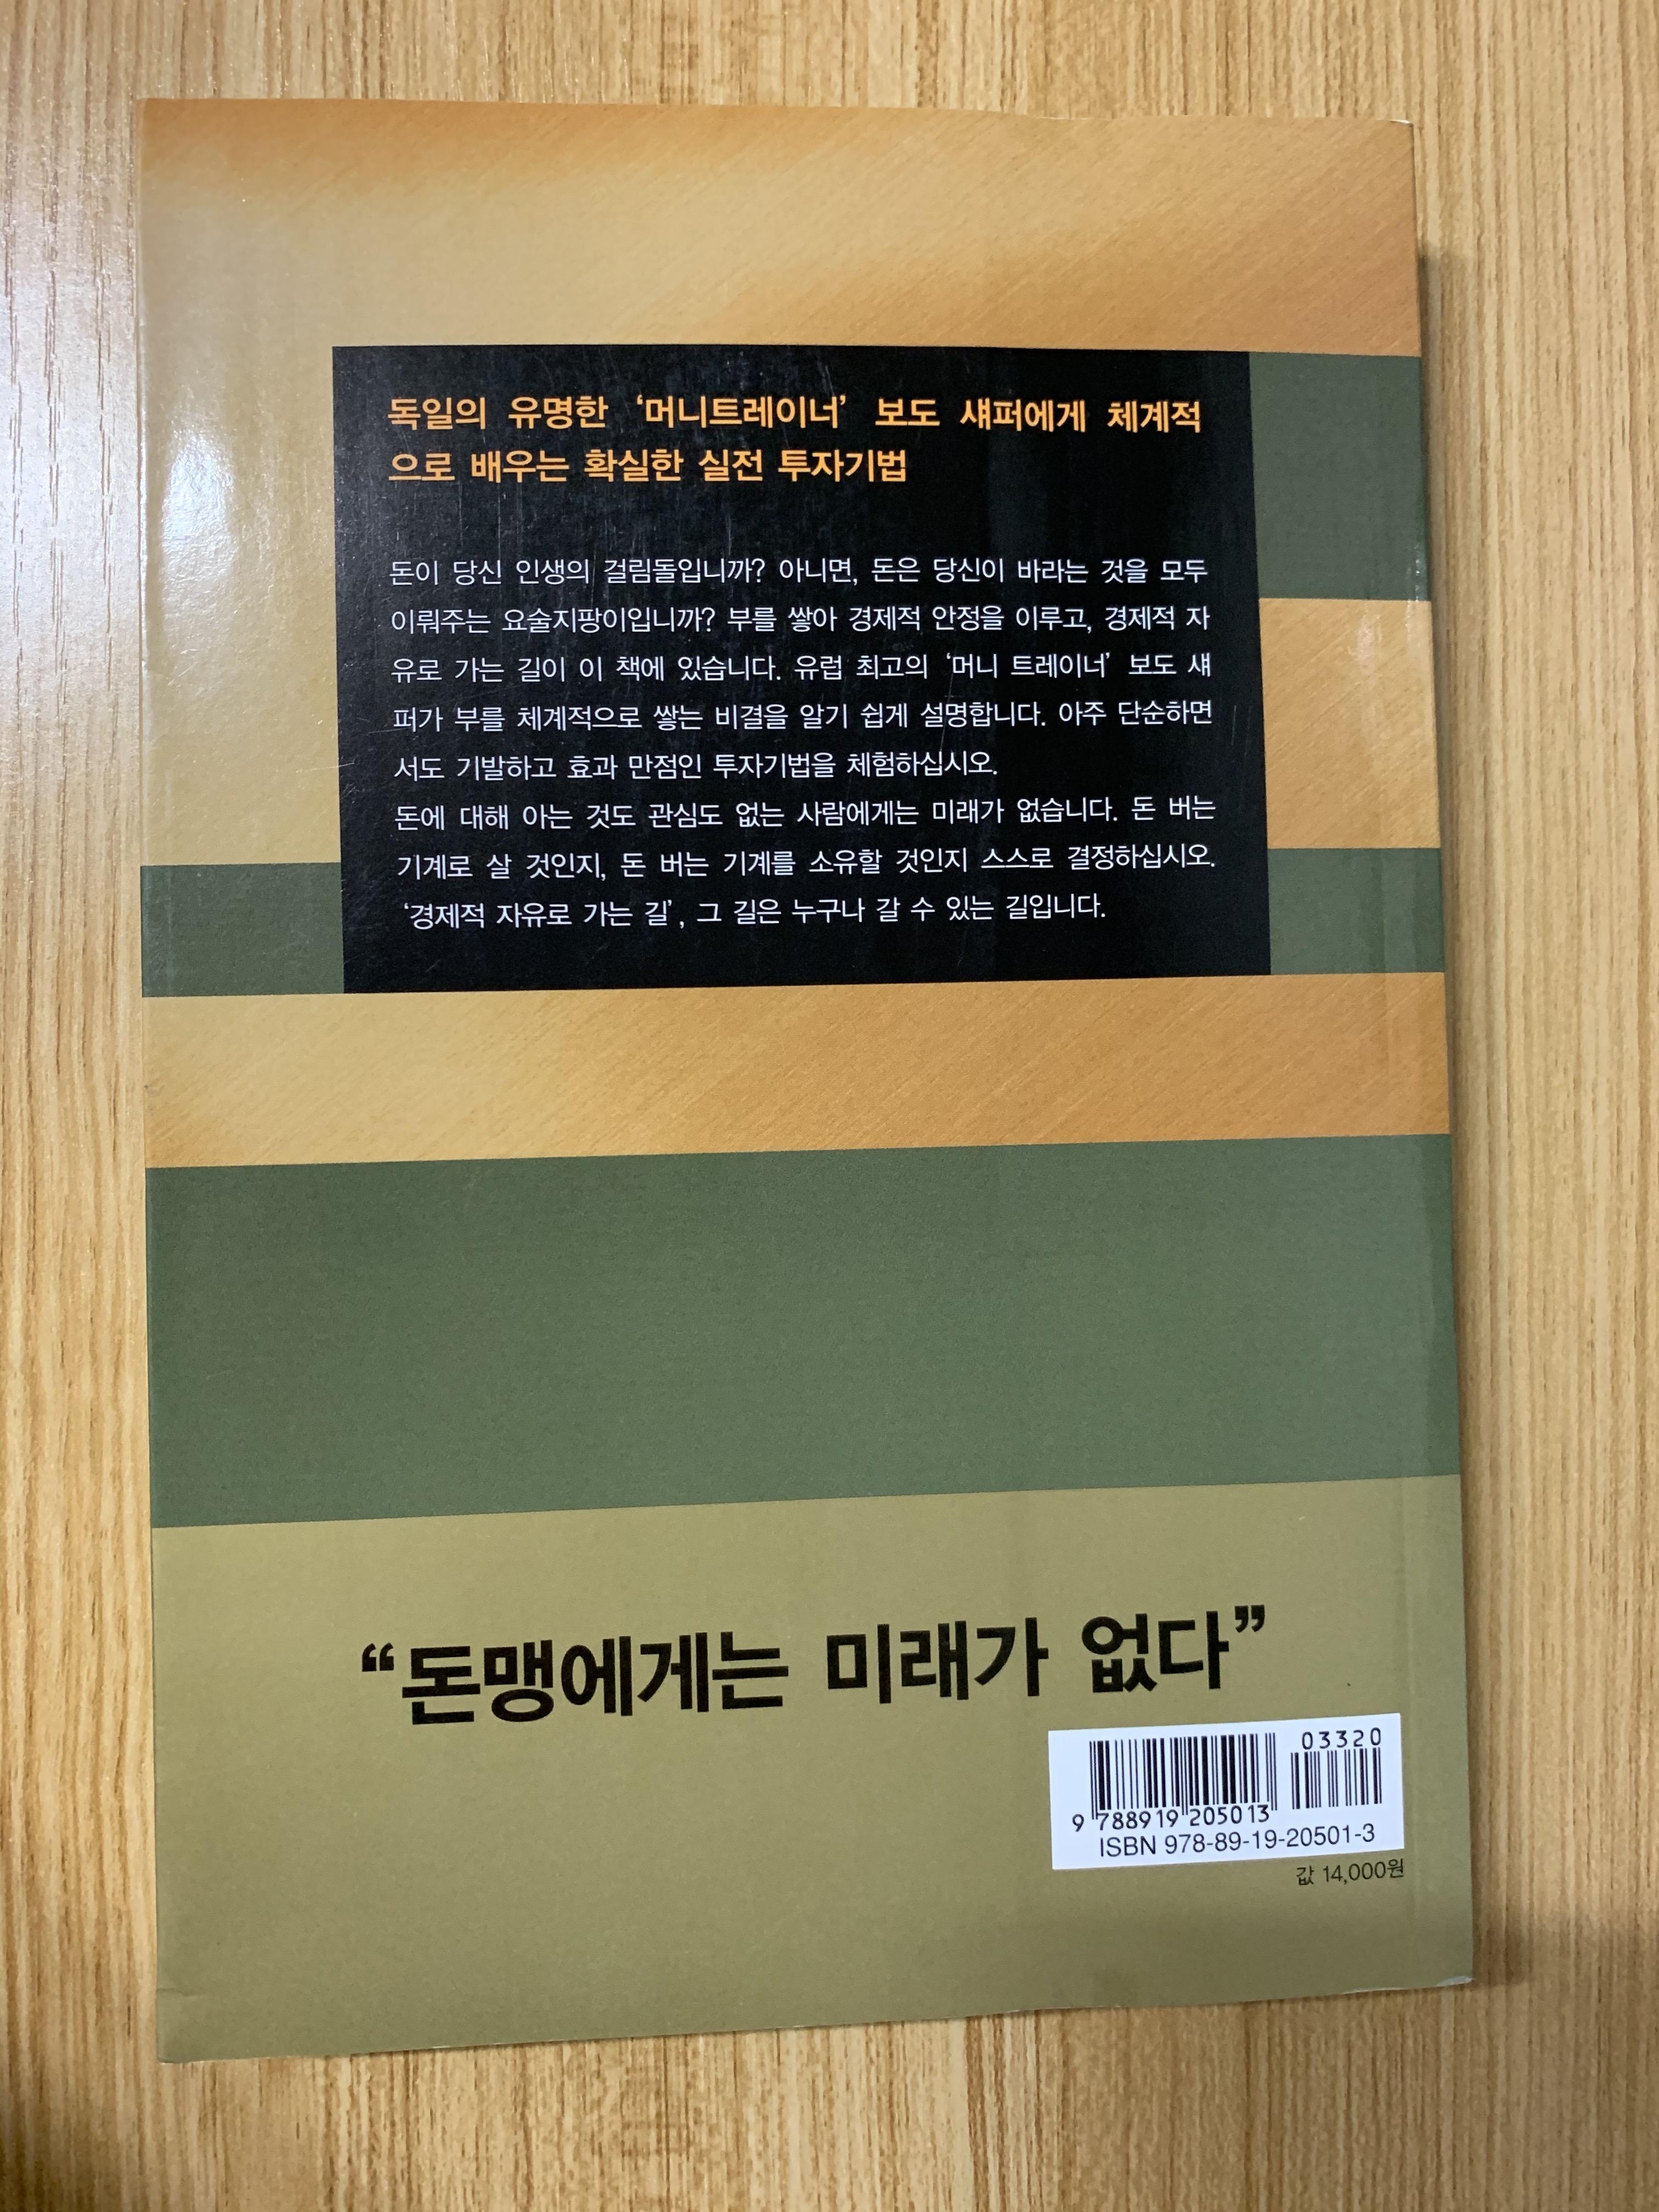 독일의 유명한 ‘머니트레이너’ 보도 섀퍼에게 체계적
으로 배우는 확실한 실전 투자기법
돈이 당신 인생의 걸림돌입니까? 아니면, 돈은 당신이 바라는 것을 모두
이뤄주는 요술지팡이입니까? 부를 쌓아 경제적 안정을 이루고, 경제적 자
유로 가는 길이 이 책에 있습니다. 유럽 최고의 ‘머니 트레이너’ 보도 섀
퍼가 부를 체계적으로 쌓는 비결을 알기 쉽게 설명합니다. 아주 단순하면
서도 기발하고 효과 만점인 투자기법을 체험하십시오.
돈에 대해 아는 것도 관심도 없는 사람에게는 미래가 없습니다. 돈 버는
기계로 살 것인지, 돈 버는 기계를 소유할 것인지 스스로 결정하십시오.
‘경제적 자유로 가는 길’, 그 길은 누구나 갈 수 있는 길입니다.
“돈맹에게는 미래가 없다”
03320
9 788919 205013
ISBN 978-89-19-20501-3
값 14,000원